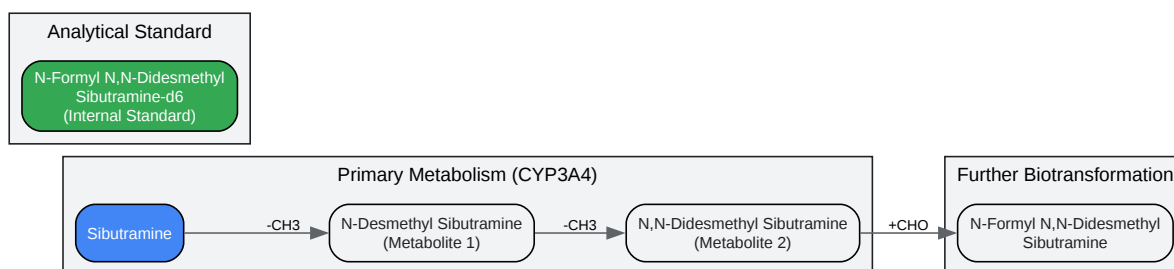 Analytical Standard
N-Formyl N,N-Didesmethyl
Sibutramine-d6
(Internal Standard)
Primary Metabolism (CYP3A4)
Sibutramine
-CH3
N-Desmethyl Sibutramine
(Metabolite 1)
-CH3
N,N-Didesmethyl Sibutramine
(Metabolite 2)
+CHO
Further Biotransformation
N-Formyl N,N-Didesmethyl
Sibutramine